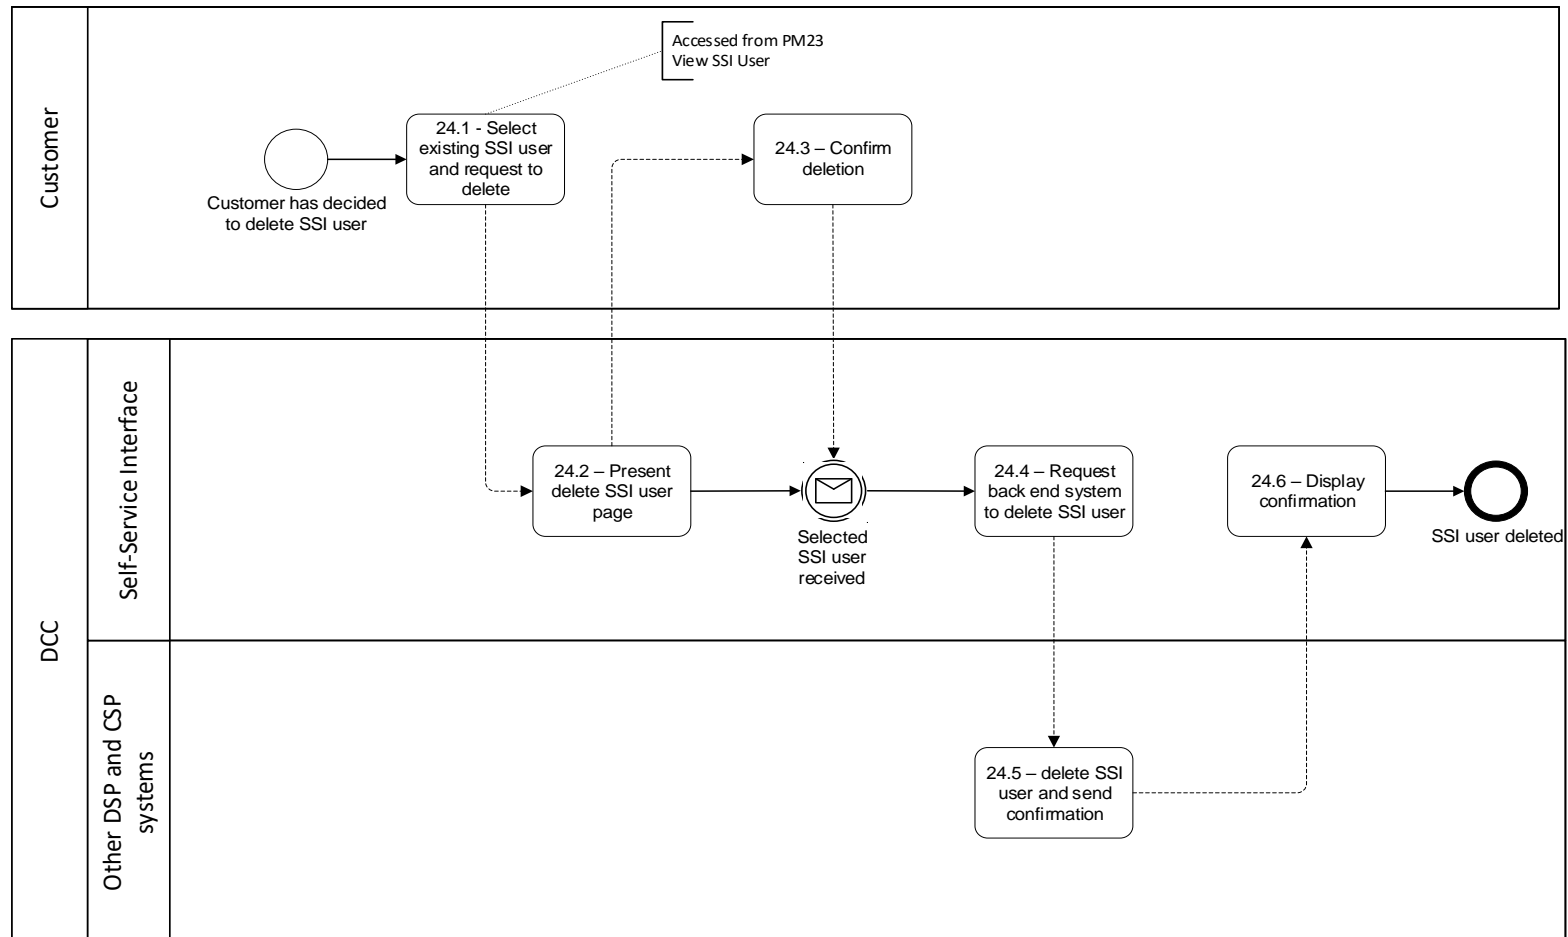 Customer
Accessed from PM23
View SSI User
Customer has decided
to delete SSI user
24.1 - Select
existing SSI user
and request to
delete
24.3 – Confirm
deletion
DCC
Self-Service Interface
24.2 – Present
delete SSI user
page
Selected
SSI user
received
24.4 – Request
back end system
to delete SSI user
24.6 – Display
confirmation
SSI user deleted
Other DSP and CSP
systems
24.5 – delete SSI
user and send
confirmation